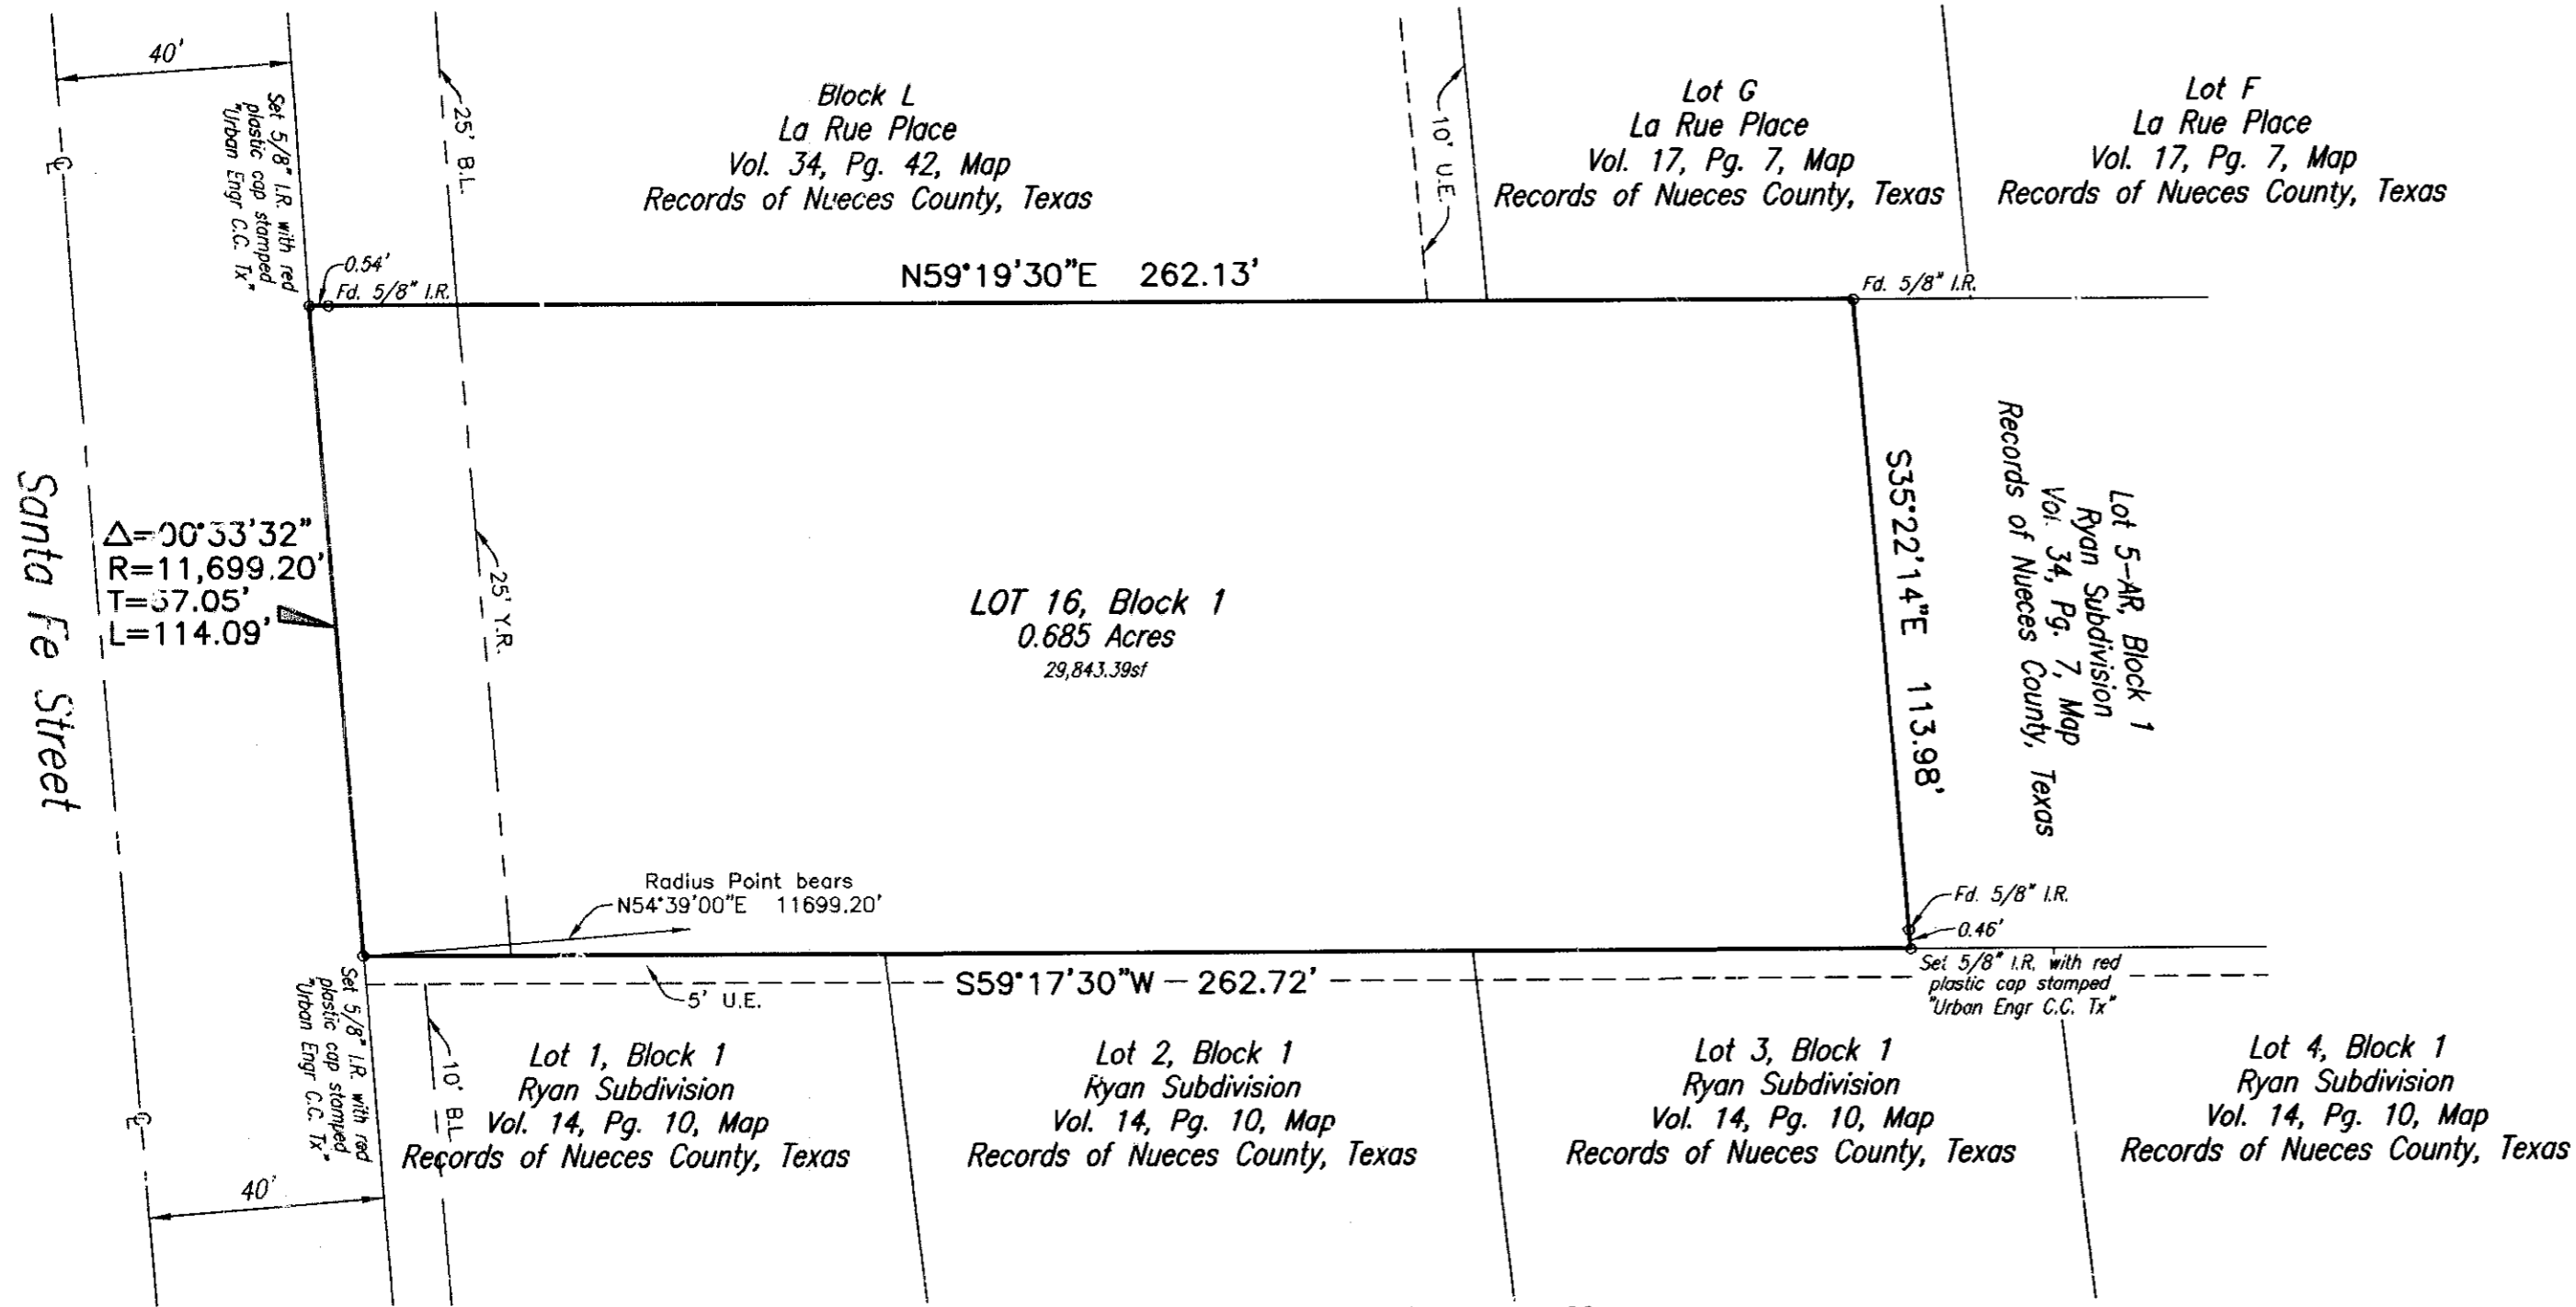 40'
Set 5/8" I.R. with red
plastic cap stamped
"Urban Engr C.C. Tx"
25' B.L.
Block L
La Rue Place
Vol. 34, Pg. 42, Map
Records of Nueces County, Texas
10' U.E.
Lot G
La Rue Place
Vol. 17, Pg. 7, Map
Records of Nueces County, Texas
Lot F
La Rue Place
Vol. 17, Pg. 7, Map
Records of Nueces County, Texas
0.54'
Fd. 5/8" I.R.
N59°19'30"E 262.13'
Fd. 5/8" I.R.
Santa Fe Street
Δ=00°33'32"
R=11,699.20'
T=57.05'
L=114.09'
25' Y.R.
LOT 16, Block 1
0.685 Acres
29,843.39sf
S35°22'14"E 113.98'
Lot 5-AR, Block 1
Ryan Subdivision
Vol. 34, Pg. 7, Map
Records of Nueces County, Texas
Radius Point bears
N54°39'00"E 11699.20'
Fd. 5/8" I.R.
0.46'
Set 5/8" I.R. with red
plastic cap stamped
"Urban Engr C.C. Tx"
S59°17'30"W - 262.72'
5' U.E.
Set 5/8" I.R. with red
plastic cap stamped
"Urban Engr C.C. Tx"
10' B.L.
Lot 1, Block 1
Ryan Subdivision
Vol. 14, Pg. 10, Map
Records of Nueces County, Texas
Lot 2, Block 1
Ryan Subdivision
Vol. 14, Pg. 10, Map
Records of Nueces County, Texas
Lot 3, Block 1
Ryan Subdivision
Vol. 14, Pg. 10, Map
Records of Nueces County, Texas
Lot 4, Block 1
Ryan Subdivision
Vol. 14, Pg. 10, Map
Records of Nueces County, Texas
40'